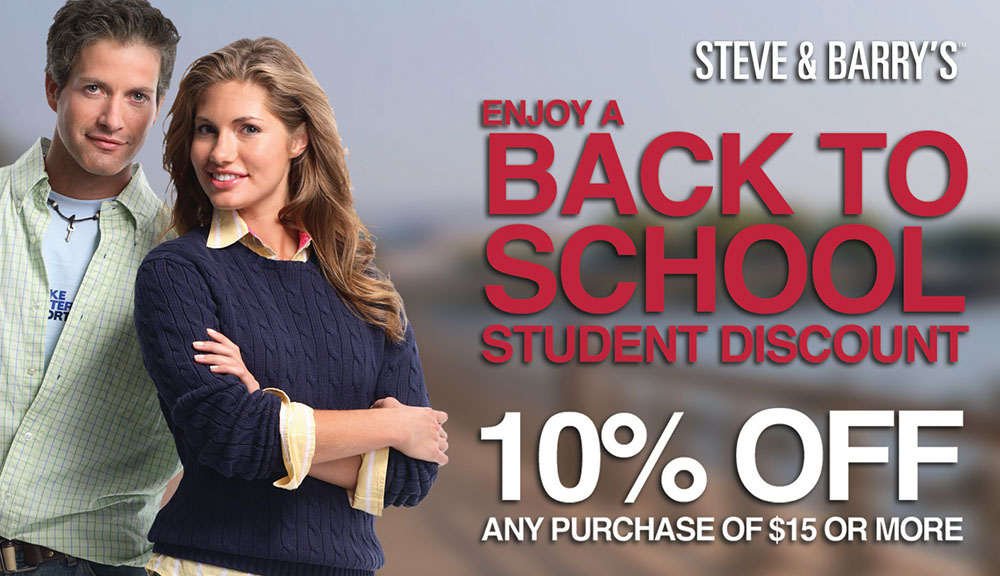 STEVE & BARRY'S™
ENJOY A
BACK TO
SCHOOL
STUDENT DISCOUNT
10% OFF
ANY PURCHASE OF $15 OR MORE